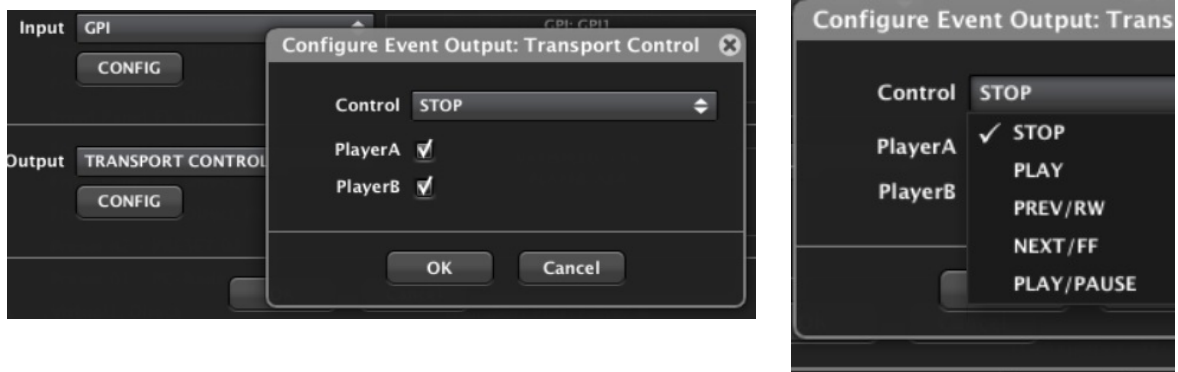 Input GPI
GPI: GPI1
CONFIG
Configure Event Output: Transport Control
Control STOP
PlayerA
PlayerB
Output TRANSPORT CONTROL
CONFIG
OK Cancel
Configure Event Output: Trans
Control STOP
PlayerA
PlayerB
STOP
PLAY
PREV/RW
NEXT/FF
PLAY/PAUSE